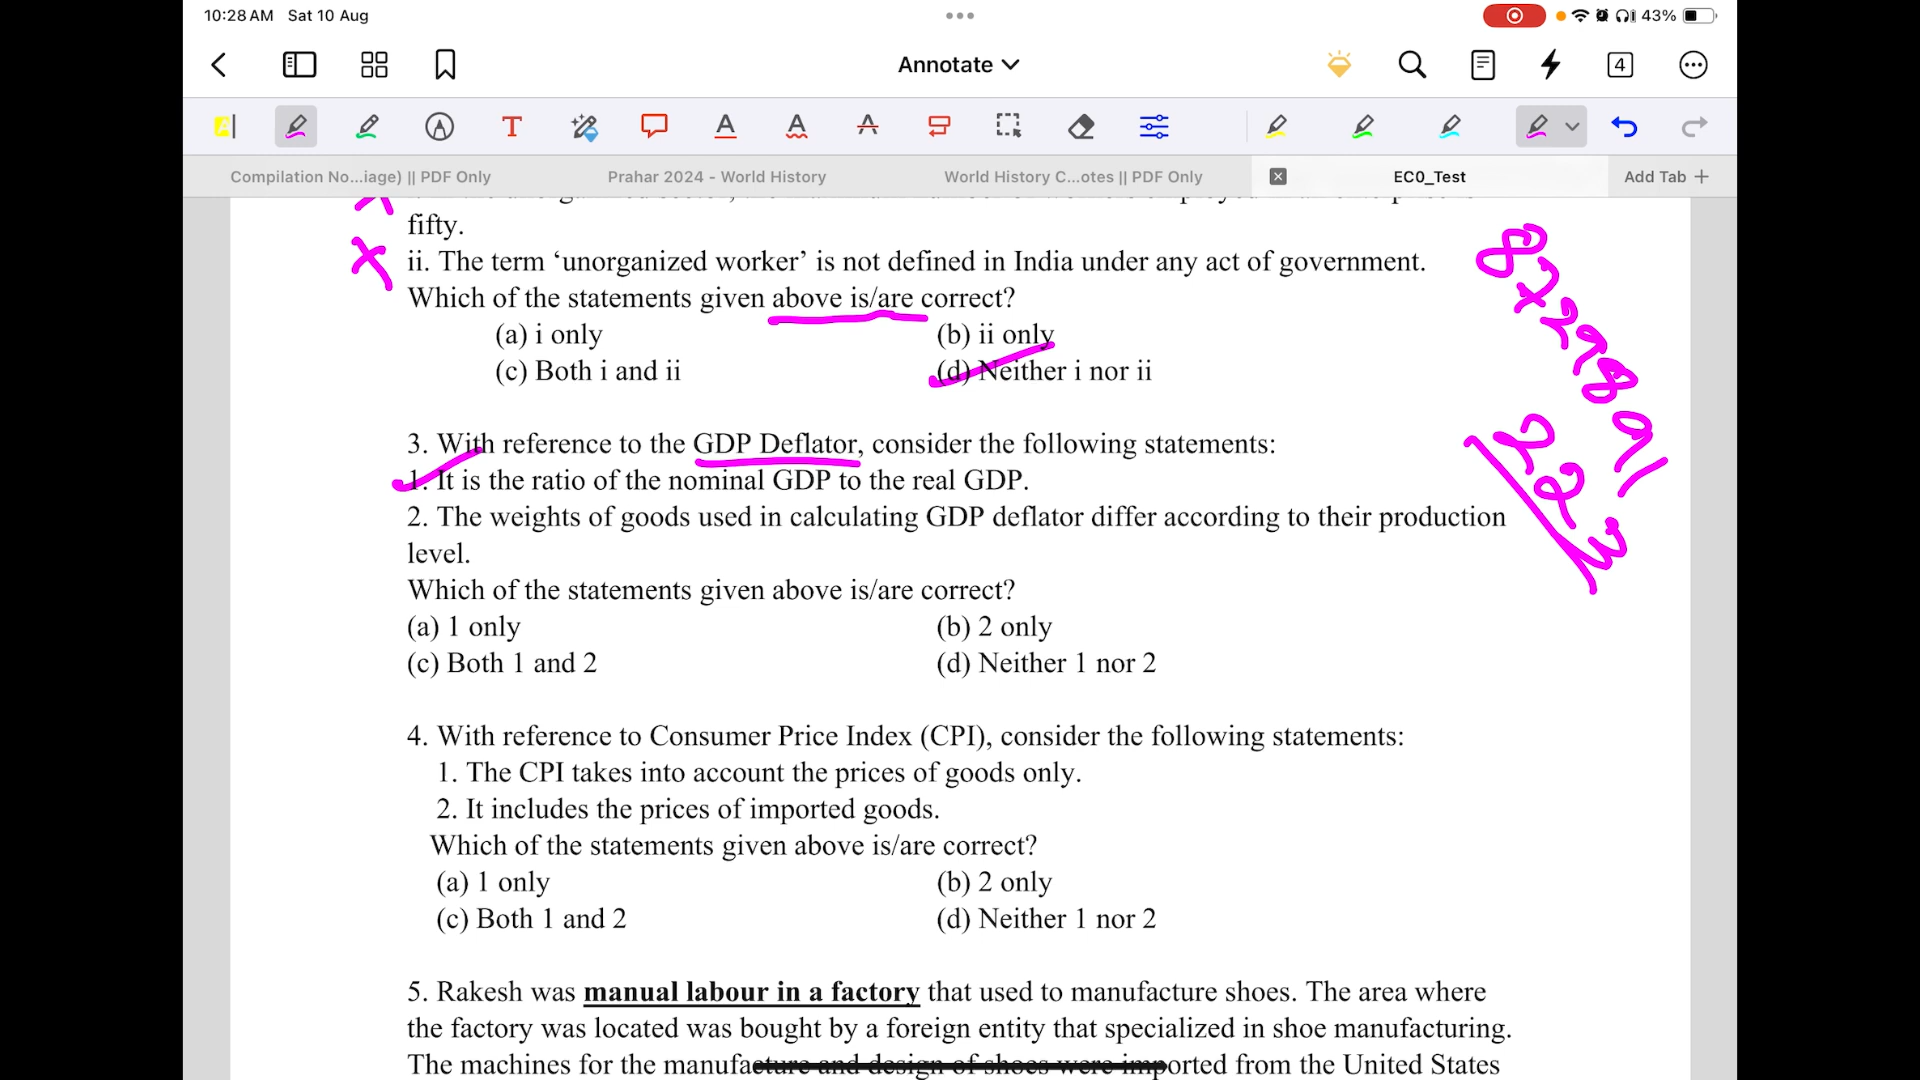 10:28 AM Sat 10 Aug
43%
Annotate
4
Compilation No...iage) || PDF Only
Prahar 2024 - World History
World History C...otes || PDF Only
EC0_Test
Add Tab +
fifty.
ii. The term ‘unorganized worker’ is not defined in India under any act of government.
Which of the statements given above is/are correct?
(a) i only (b) ii only
(c) Both i and ii (d) Neither i nor ii
3. With reference to the GDP Deflator, consider the following statements:
1. It is the ratio of the nominal GDP to the real GDP.
2. The weights of goods used in calculating GDP deflator differ according to their production
level.
Which of the statements given above is/are correct?
(a) 1 only (b) 2 only
(c) Both 1 and 2 (d) Neither 1 nor 2
4. With reference to Consumer Price Index (CPI), consider the following statements:
1. The CPI takes into account the prices of goods only.
2. It includes the prices of imported goods.
Which of the statements given above is/are correct?
(a) 1 only (b) 2 only
(c) Both 1 and 2 (d) Neither 1 nor 2
5. Rakesh was manual labour in a factory that used to manufacture shoes. The area where
the factory was located was bought by a foreign entity that specialized in shoe manufacturing.
The machines for the manufacture and design of shoes were imported from the United States